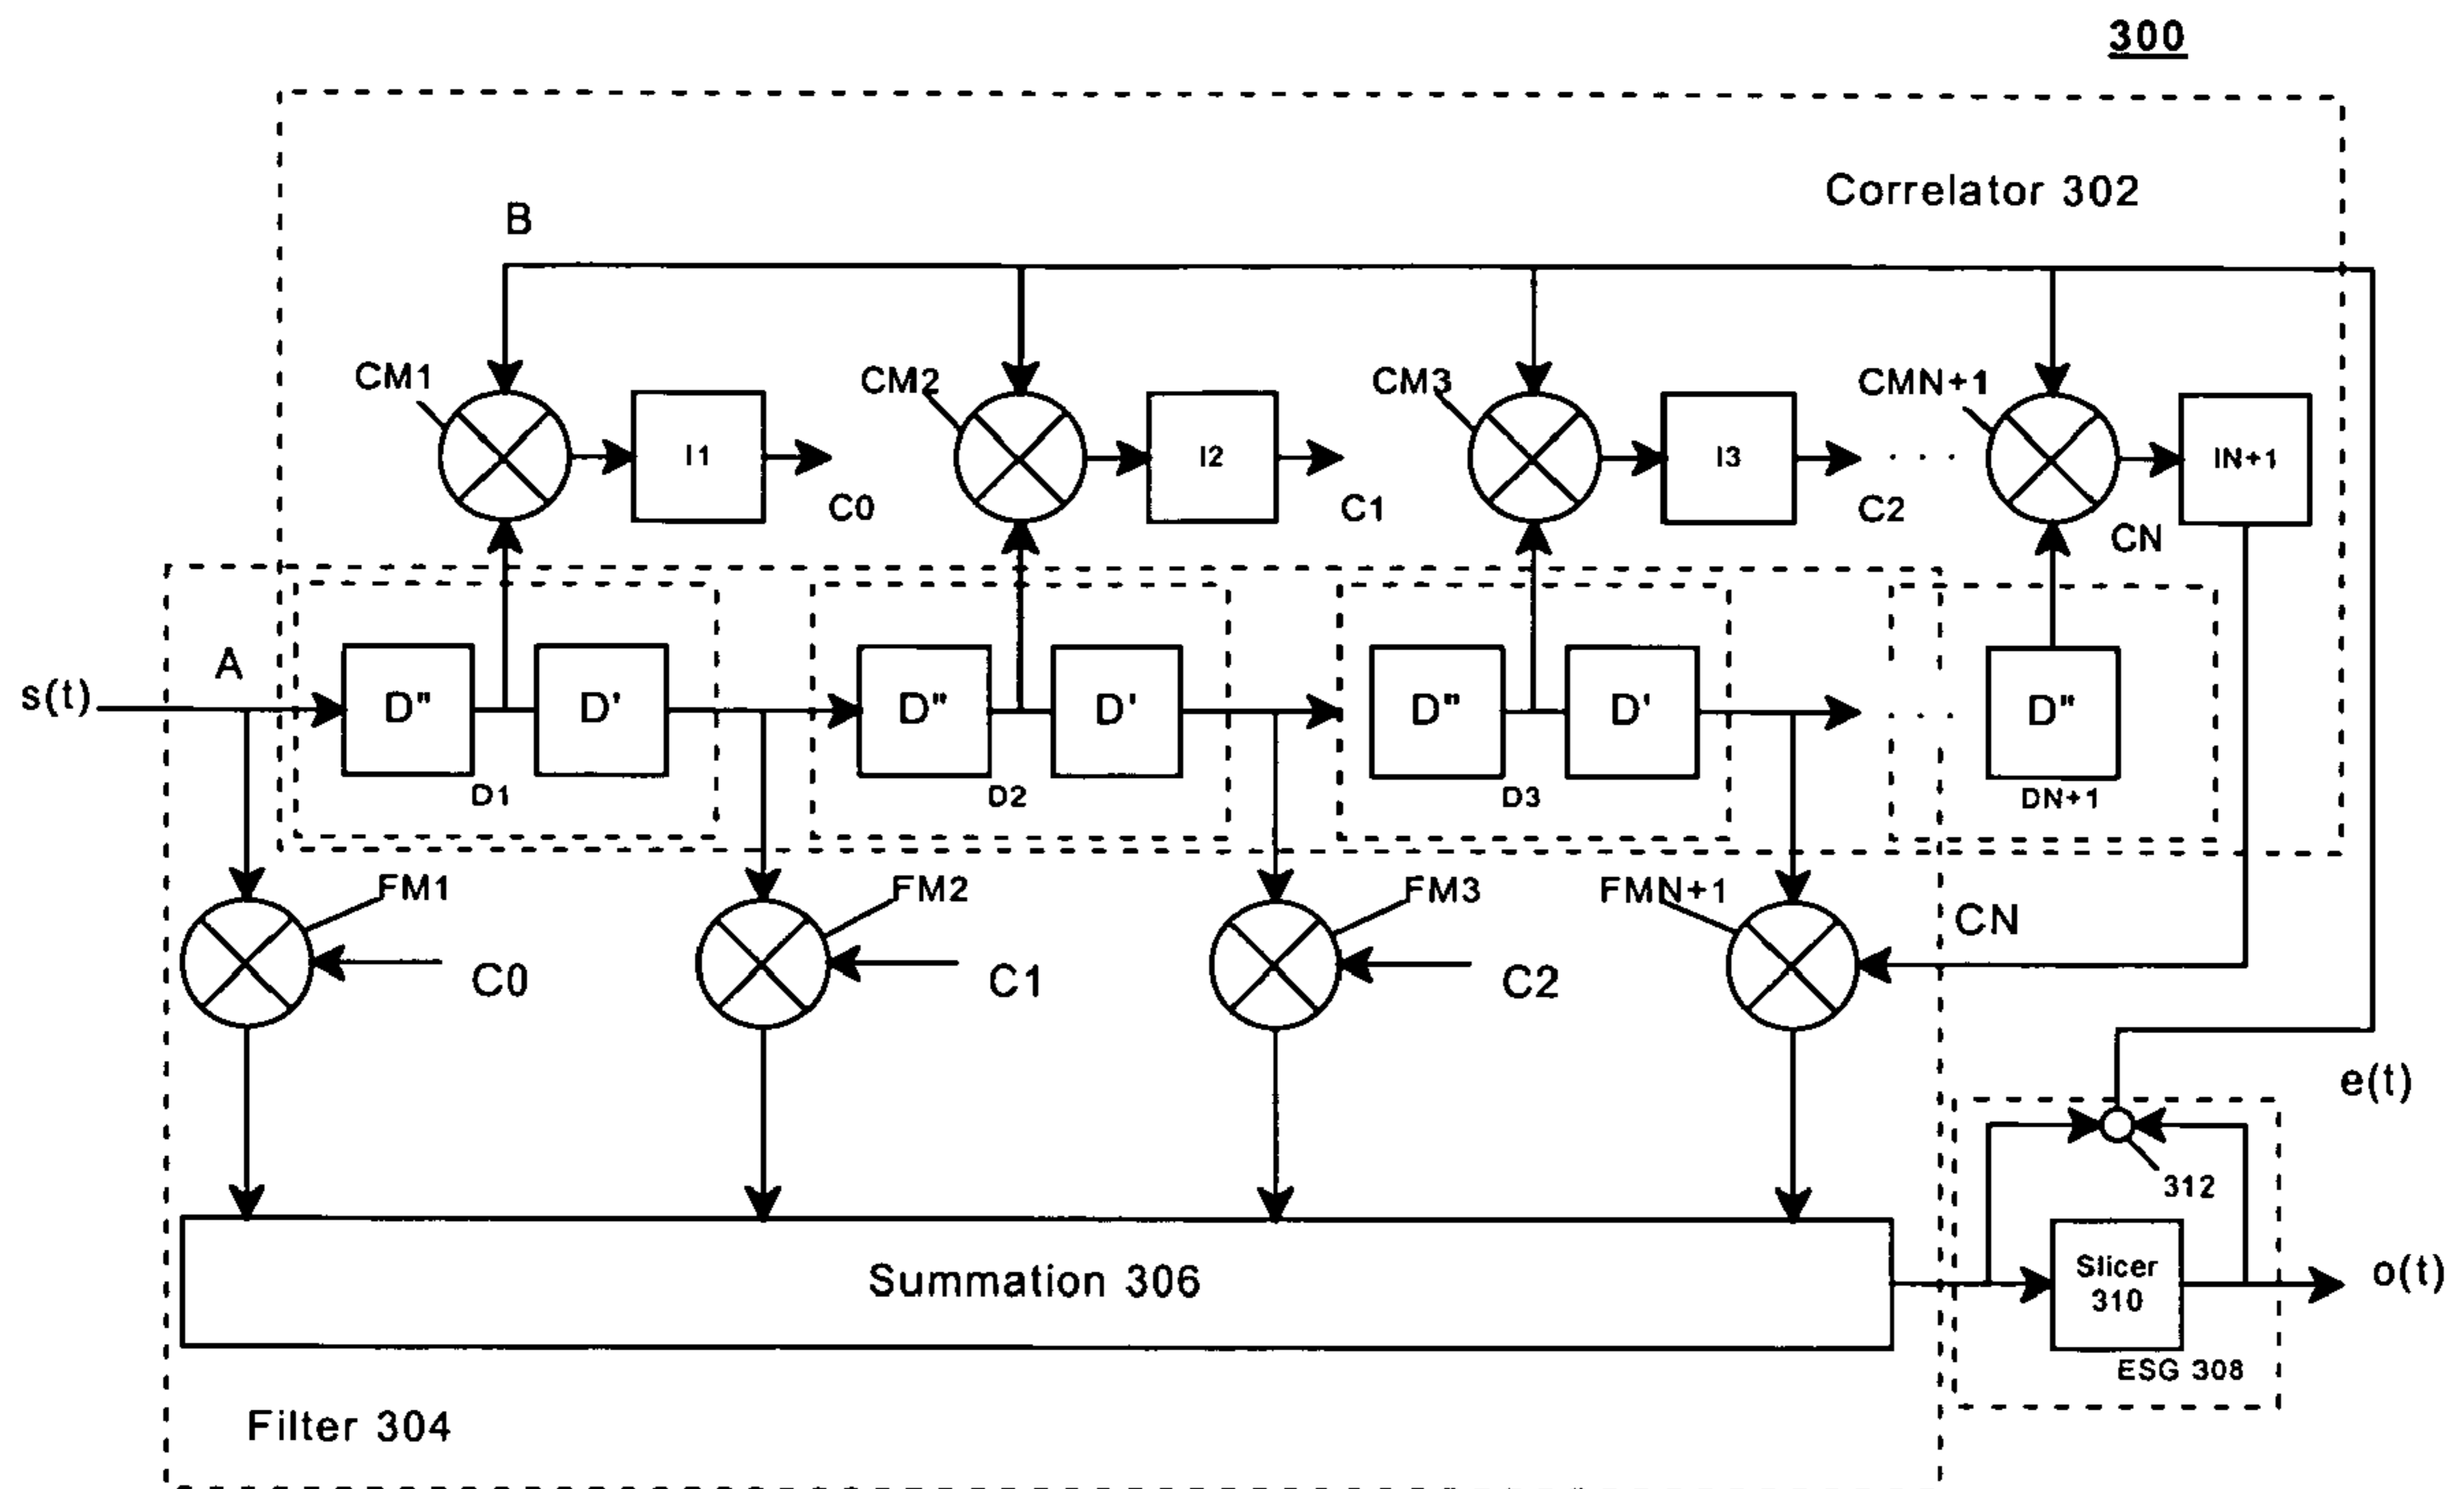 300
Correlator 302
B
CM1
CM2
CM3
CMN+1
I1
I2
I3
. . .
IN+1
C0
C1
C2
CN
A
s(t)
D"
D'
D"
D'
D"
D'
. . .
D"
D1
D2
D3
DN+1
FM1
FM2
FM3
FMN+1
CN
C0
C1
C2
e(t)
312
Summation 306
Slicer
310
o(t)
ESG 308
Filter 304